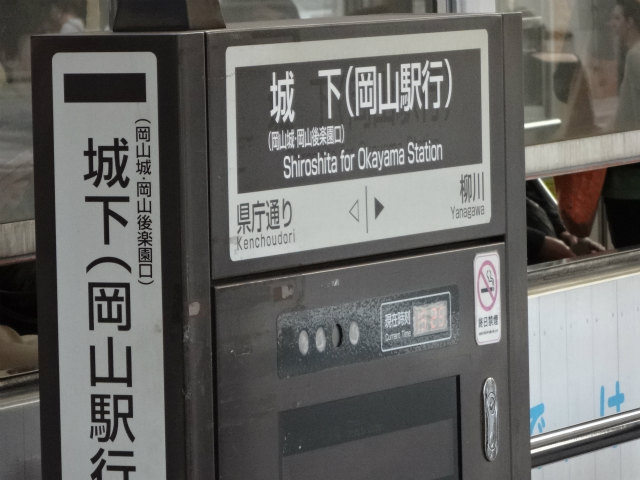 城下(岡山駅行
(岡山城・岡山後楽園口)
城 下(岡山駅行)
(岡山城・岡山後楽園口)
Shiroshita for Okayama Station
県庁通り
Kenchoudori
柳川
Yanagawa
現在時刻
Current Time
終日禁煙